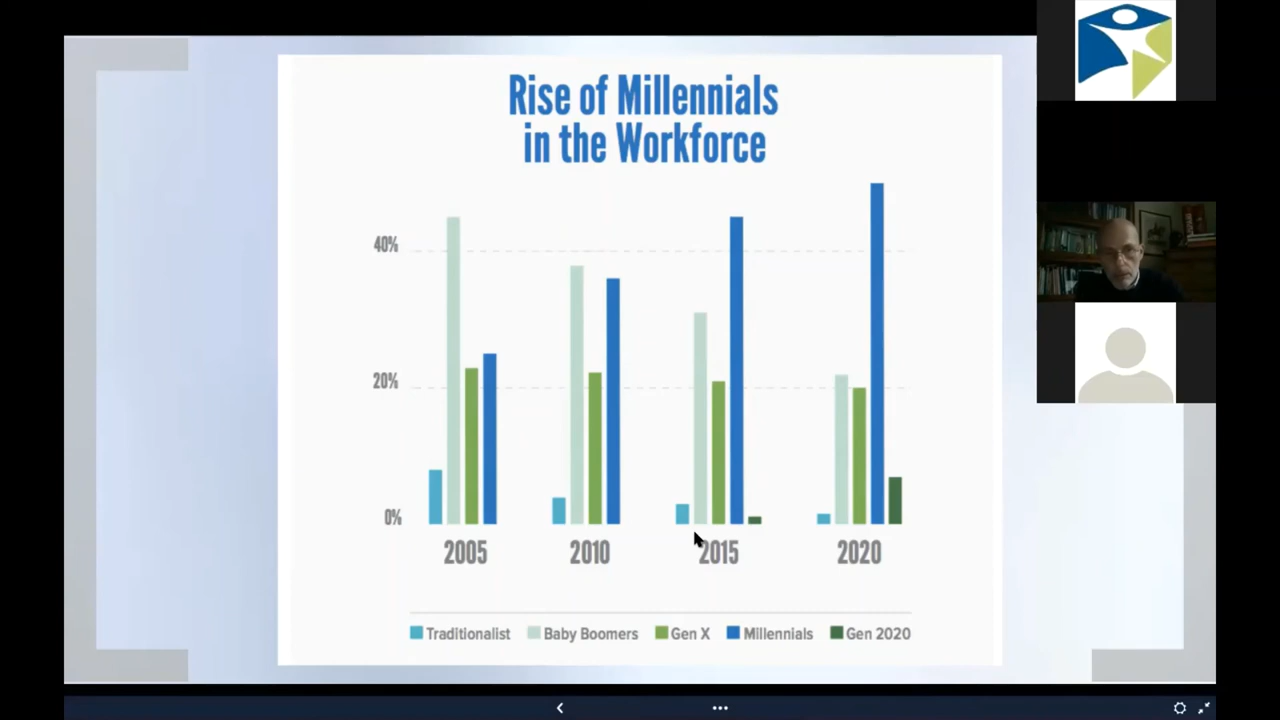 Rise of Millennials
in the Workforce
40%
20%
0%
2005 2010 2015 2020
Traditionalist Baby Boomers Gen X Millennials Gen 2020